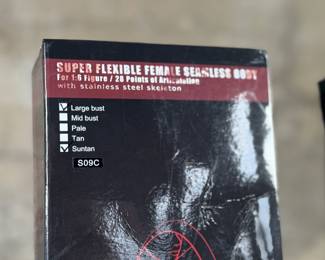 SUPER FLEXIBLE FEMALE SEAMLESS BODY
For 1:6 Figure / 28 Points of Articulation
with stainless steel skeleton
Large bust
Mid bust
Pale
Tan
Suntan
S09C